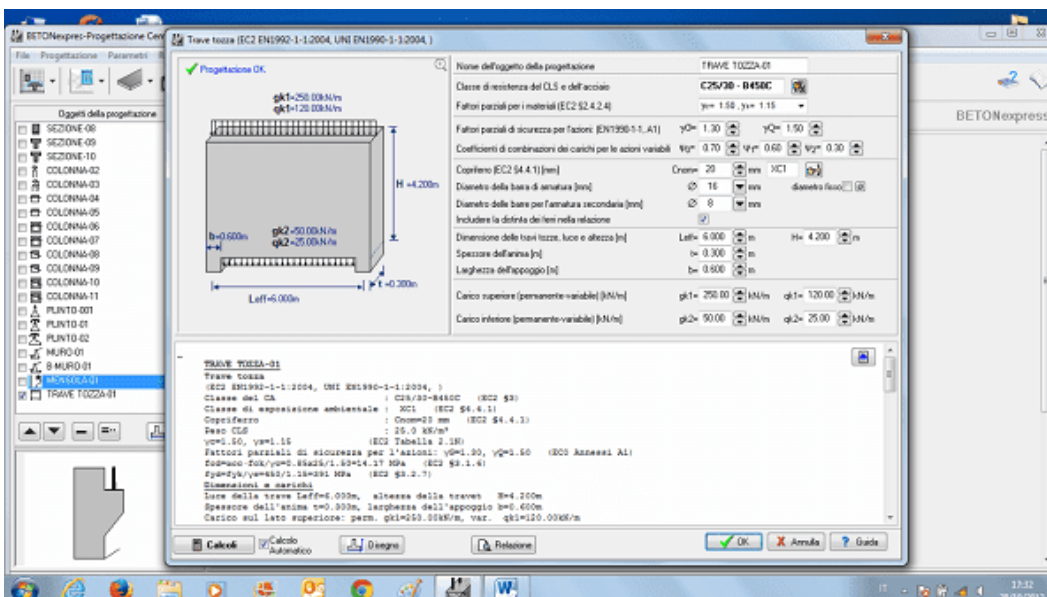 BETONexpres-Progettazione Cem
File Progettazione Parametri
Oggetti della progettazione
SEZIONE-08
SEZIONE-09
SEZIONE-10
COLONNA-02
COLONNA-03
COLONNA-04
COLONNA-05
COLONNA-06
COLONNA-07
COLONNA-08
COLONNA-09
COLONNA-10
COLONNA-11
PLINTO-001
PLINTO-01
PLINTO-02
MURO-01
B-MURO-01
MENSOLA-01
TRAVE TOZZA-01
BETONexpress
Trave tozza (EC2 EN1992-1-1:2004, UNI EN1990-1-1:2004, )
Progettazione OK
gk1=250.00kN/m
qk1=120.00kN/m
H =4.200m
b=0.600m
gk2=50.00kN/m
qk2=25.00kN/m
t =0.300m
Leff=6.000m
Nome dell'oggetto della progettazione TRAVE TOZZA-01
Classe di resistenza del CLS e dell'acciaio C25/30 - B450C
Fattori parziali per i materiali (EC2 §2.4.2.4) γc= 1.50 , γs= 1.15
Fattori parziali di sicurezza per l'azioni: (EN1990-1-1, A1) γG= 1.30 γQ= 1.50
Coefficienti di combinazioni dei carichi per le azioni variabili Ψ0= 0.70 Ψ1= 0.60 Ψ2= 0.30
Copriferro (EC2 §4.4.1) [mm] Cnom= 20 mm XC1
Diametro della barra di armatura [mm] Ø 16 mm diametro fisso
Diametro delle barre per l'armatura secondaria [mm] Ø 8 mm
Includere la distinta dei ferri nella relazione
Dimensione delle travi tozze, luce e altezza [m] Leff= 6.000 m H= 4.200 m
Spessore dell'anima [m] t= 0.300 m
Larghezza dell'appoggio [m] b= 0.600 m
Carico superiore (permanente-variabile) [kN/m] gk1= 250.00 kN/m qk1= 120.00 kN/m
Carico inferiore (permanente-variabile) [kN/m] gk2= 50.00 kN/m qk2= 25.00 kN/m
TRAVE TOZZA-01
Trave tozza
(EC2 EN1992-1-1:2004, UNI EN1990-1-1:2004, )
Classe del CA : C25/30-B450C (EC2 §3)
Classe di esposizione ambientale : XC1 (EC2 §4.4.1)
Copriferro : Cnom=20 mm (EC2 §4.4.1)
Peso CLS : 25.0 kN/m³
γc=1.50, γs=1.15 (EC2 Tabella 2.1N)
Fattori parziali di sicurezza per l'azioni: γG=1.30, γQ=1.50 (EC0 Annessi A1)
fcd=αcc·fck/γc=0.85x25/1.50=14.17 MPa (EC2 §3.1.6)
fyd=fyk/γs=450/1.15=391 MPa (EC2 §3.2.7)
Dimensioni e carichi
Luce della trave Leff=6.000m, altezza della travet H=4.200m
Spessore dell'anima t=0.300m, larghezza dell'appoggio b=0.600m
Carico sul lato superiore: perm. gk1=250.00kN/m, var. qk1=120.00kN/m
Calcoli Calcolo Automatico Disegno Relazione OK Annulla Guida
IT 17:32